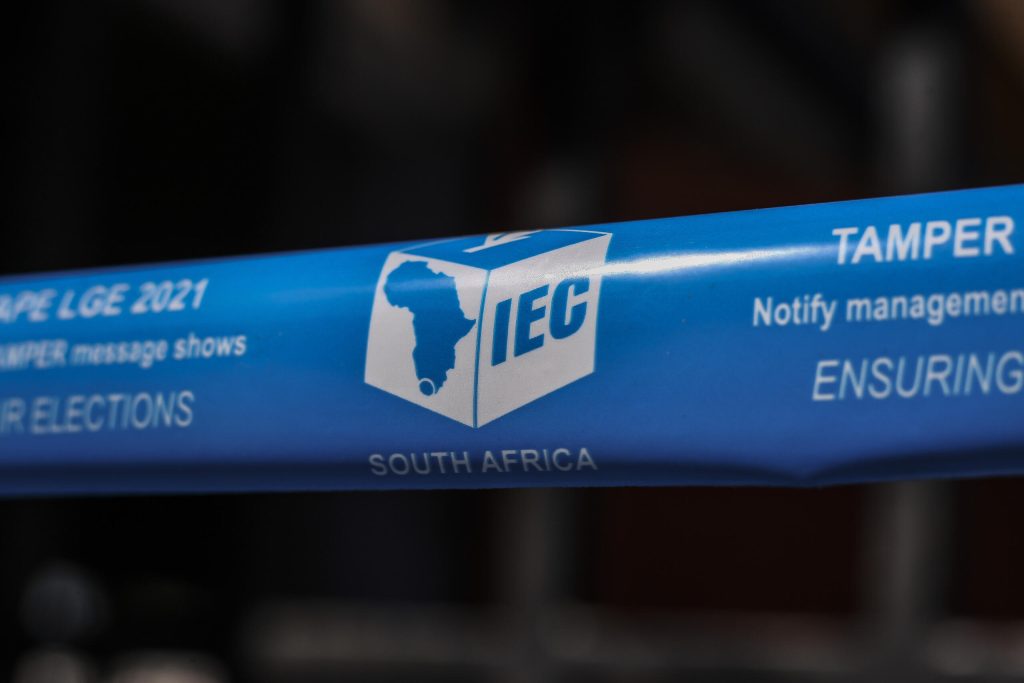 APE LGE 2021
AMPER message shows
IR ELECTIONS
IEC
SOUTH AFRICA
TAMPER
Notify managemen
ENSURING